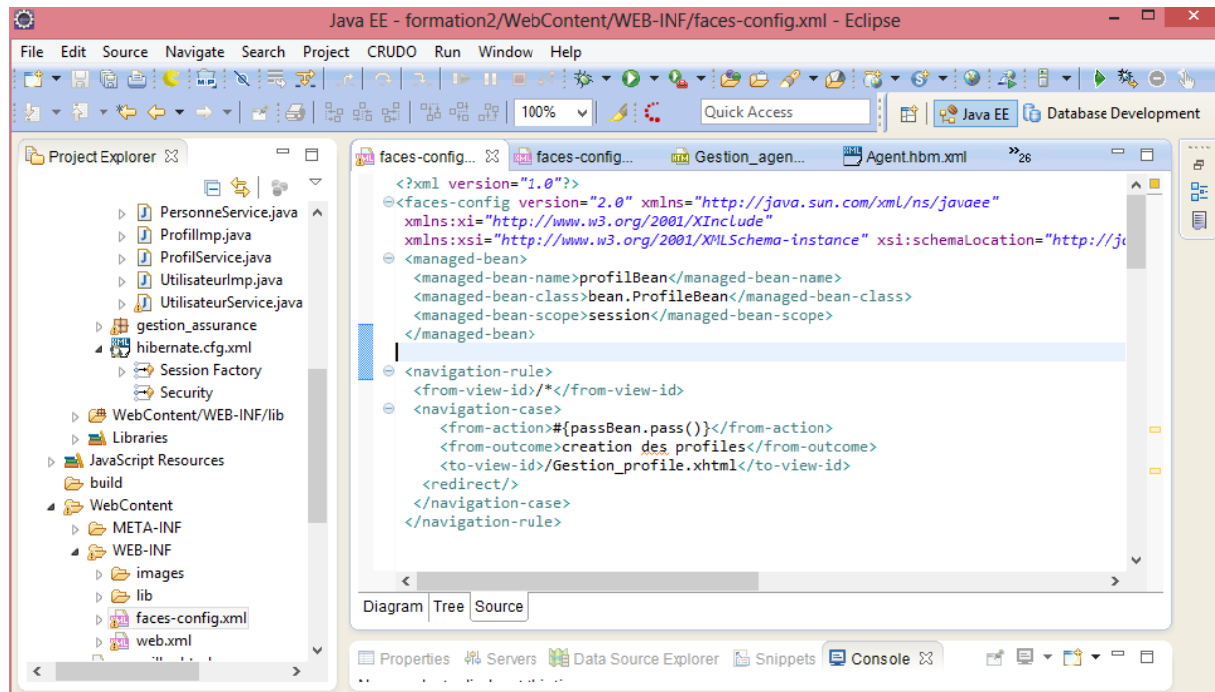 Java EE - formation2/WebContent/WEB-INF/faces-config.xml - Eclipse
File Edit Source Navigate Search Project CRUDO Run Window Help
100%
Quick Access
Java EE
Database Development
Project Explorer
PersonneService.java
ProfilImp.java
ProfilService.java
UtilisateurImp.java
UtilisateurService.java
gestion_assurance
hibernate.cfg.xml
Session Factory
Security
WebContent/WEB-INF/lib
Libraries
JavaScript Resources
build
WebContent
META-INF
WEB-INF
images
lib
faces-config.xml
web.xml
faces-config... faces-config... Gestion_agen... Agent.hbm.xml »26
<?xml version="1.0"?>
<faces-config version="2.0" xmlns="http://java.sun.com/xml/ns/javaee"
xmlns:xi="http://www.w3.org/2001/XInclude"
xmlns:xsi="http://www.w3.org/2001/XMLSchema-instance" xsi:schemaLocation="http://
<managed-bean>
<managed-bean-name>profilBean</managed-bean-name>
<managed-bean-class>bean.ProfileBean</managed-bean-class>
<managed-bean-scope>session</managed-bean-scope>
</managed-bean>
<navigation-rule>
<from-view-id>/*</from-view-id>
<navigation-case>
<from-action>#{passBean.pass()}</from-action>
<from-outcome>creation des profiles</from-outcome>
<to-view-id>/Gestion_profile.xhtml</to-view-id>
<redirect/>
</navigation-case>
</navigation-rule>
Diagram Tree Source
Properties Servers Data Source Explorer Snippets Console